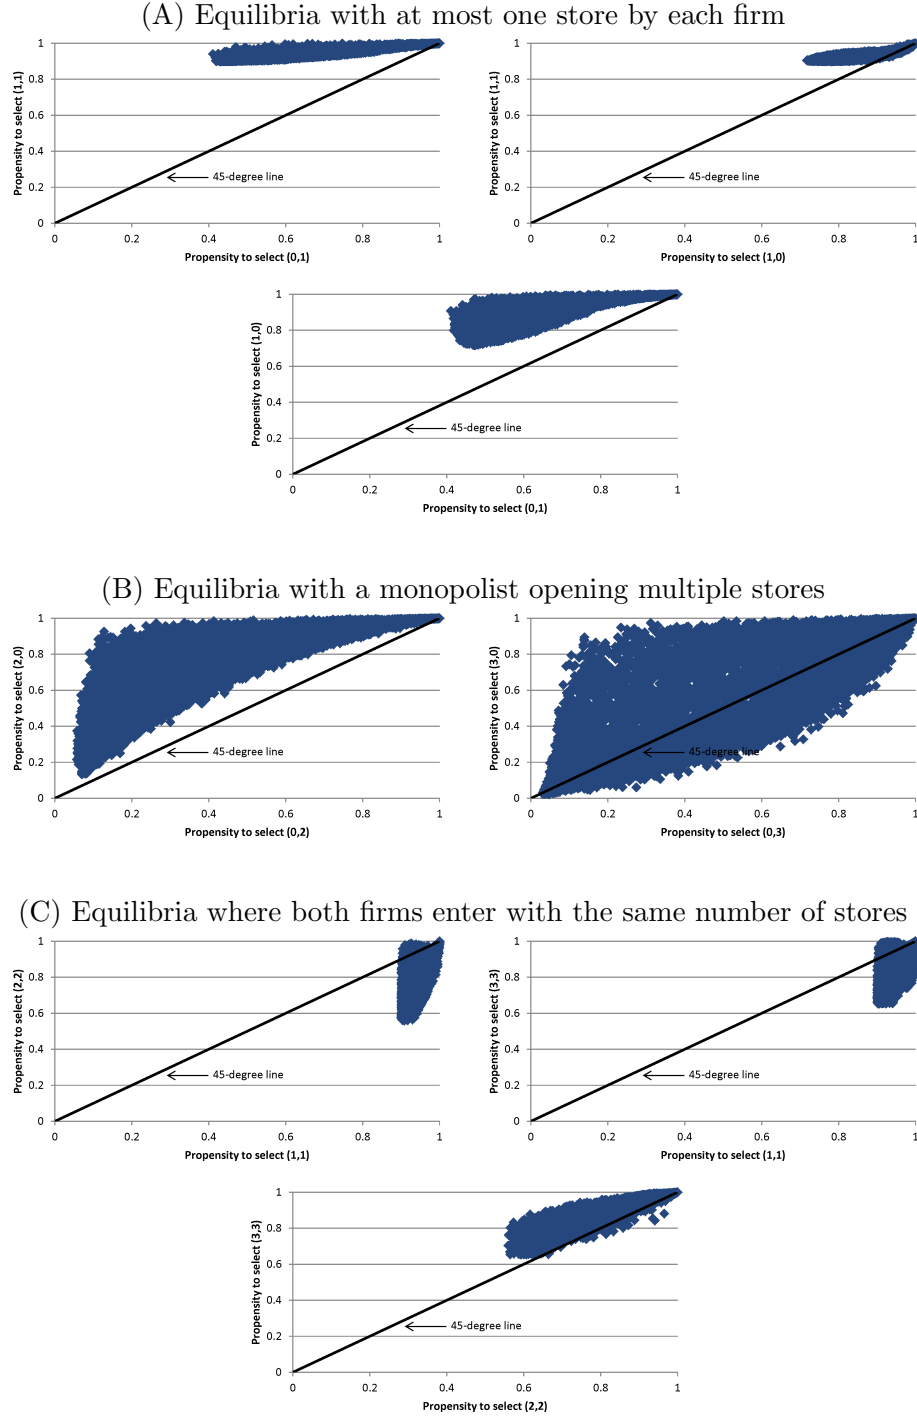 (A) Equilibria with at most one store by each firm
Propensity to select (1,1)
1
0.8
0.6
0.4
0.2
0
45-degree line
0 0.2 0.4 0.6 0.8 1
Propensity to select (0,1)
Propensity to select (1,1)
1
0.8
0.6
0.4
0.2
0
45-degree line
0 0.2 0.4 0.6 0.8 1
Propensity to select (1,0)
Propensity to select (1,0)
1
0.8
0.6
0.4
0.2
0
45-degree line
0 0.2 0.4 0.6 0.8 1
Propensity to select (0,1)
(B) Equilibria with a monopolist opening multiple stores
Propensity to select (2,0)
1
0.8
0.6
0.4
0.2
0
45-degree line
0 0.2 0.4 0.6 0.8 1
Propensity to select (0,2)
Propensity to select (3,0)
1
0.8
0.6
0.4
0.2
0
45-degree line
0 0.2 0.4 0.6 0.8 1
Propensity to select (0,3)
(C) Equilibria where both firms enter with the same number of stores
Propensity to select (2,2)
1
0.8
0.6
0.4
0.2
0
45-degree line
0 0.2 0.4 0.6 0.8 1
Propensity to select (1,1)
Propensity to select (3,3)
1
0.8
0.6
0.4
0.2
0
45-degree line
0 0.2 0.4 0.6 0.8 1
Propensity to select (1,1)
Propensity to select (3,3)
1
0.8
0.6
0.4
0.2
0
45-degree line
0 0.2 0.4 0.6 0.8 1
Propensity to select (2,2)